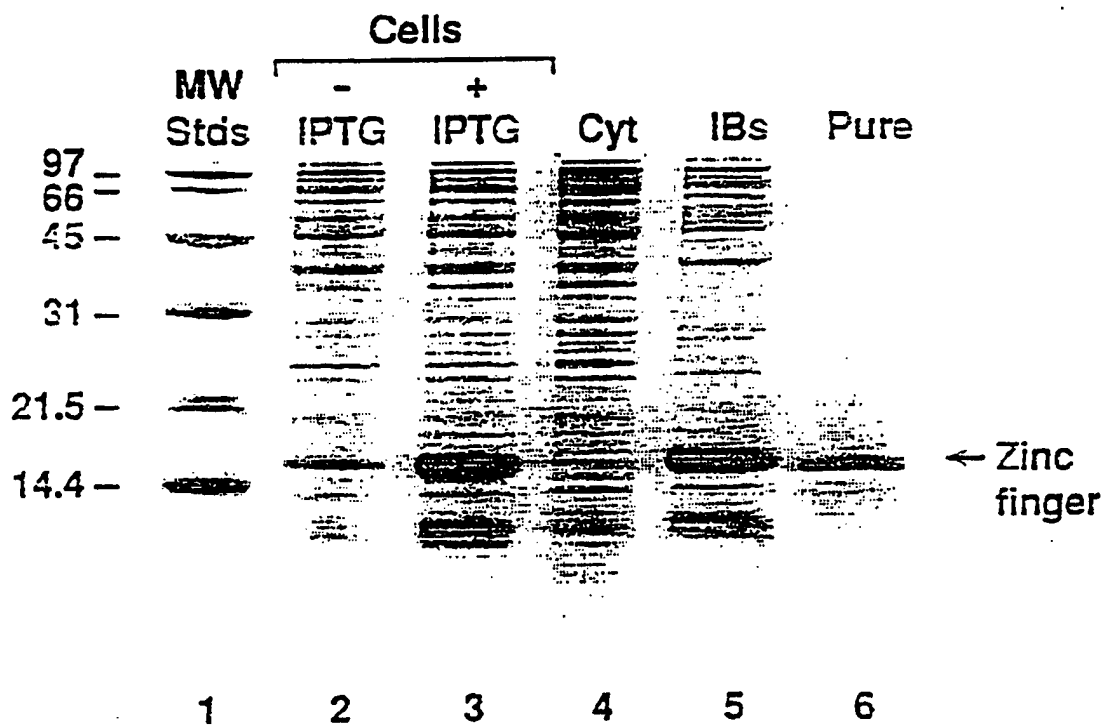 Cells
MW - +
Stds IPTG IPTG Cyt IBs Pure
97
66
45
31
21.5
14.4
← Zinc
finger
1 2 3 4 5 6